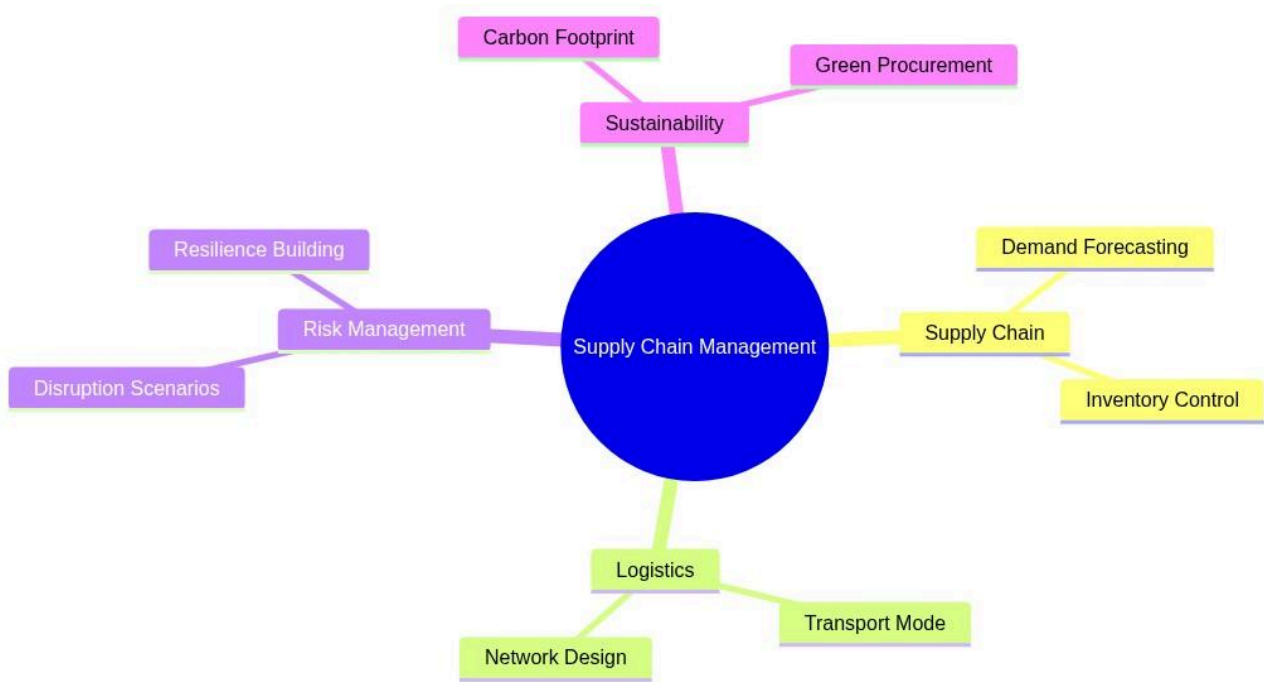 Carbon Footprint
Green Procurement
Sustainability
Resilience Building
Demand Forecasting
Risk Management
Supply Chain
Supply Chain Management
Disruption Scenarios
Inventory Control
Logistics
Transport Mode
Network Design